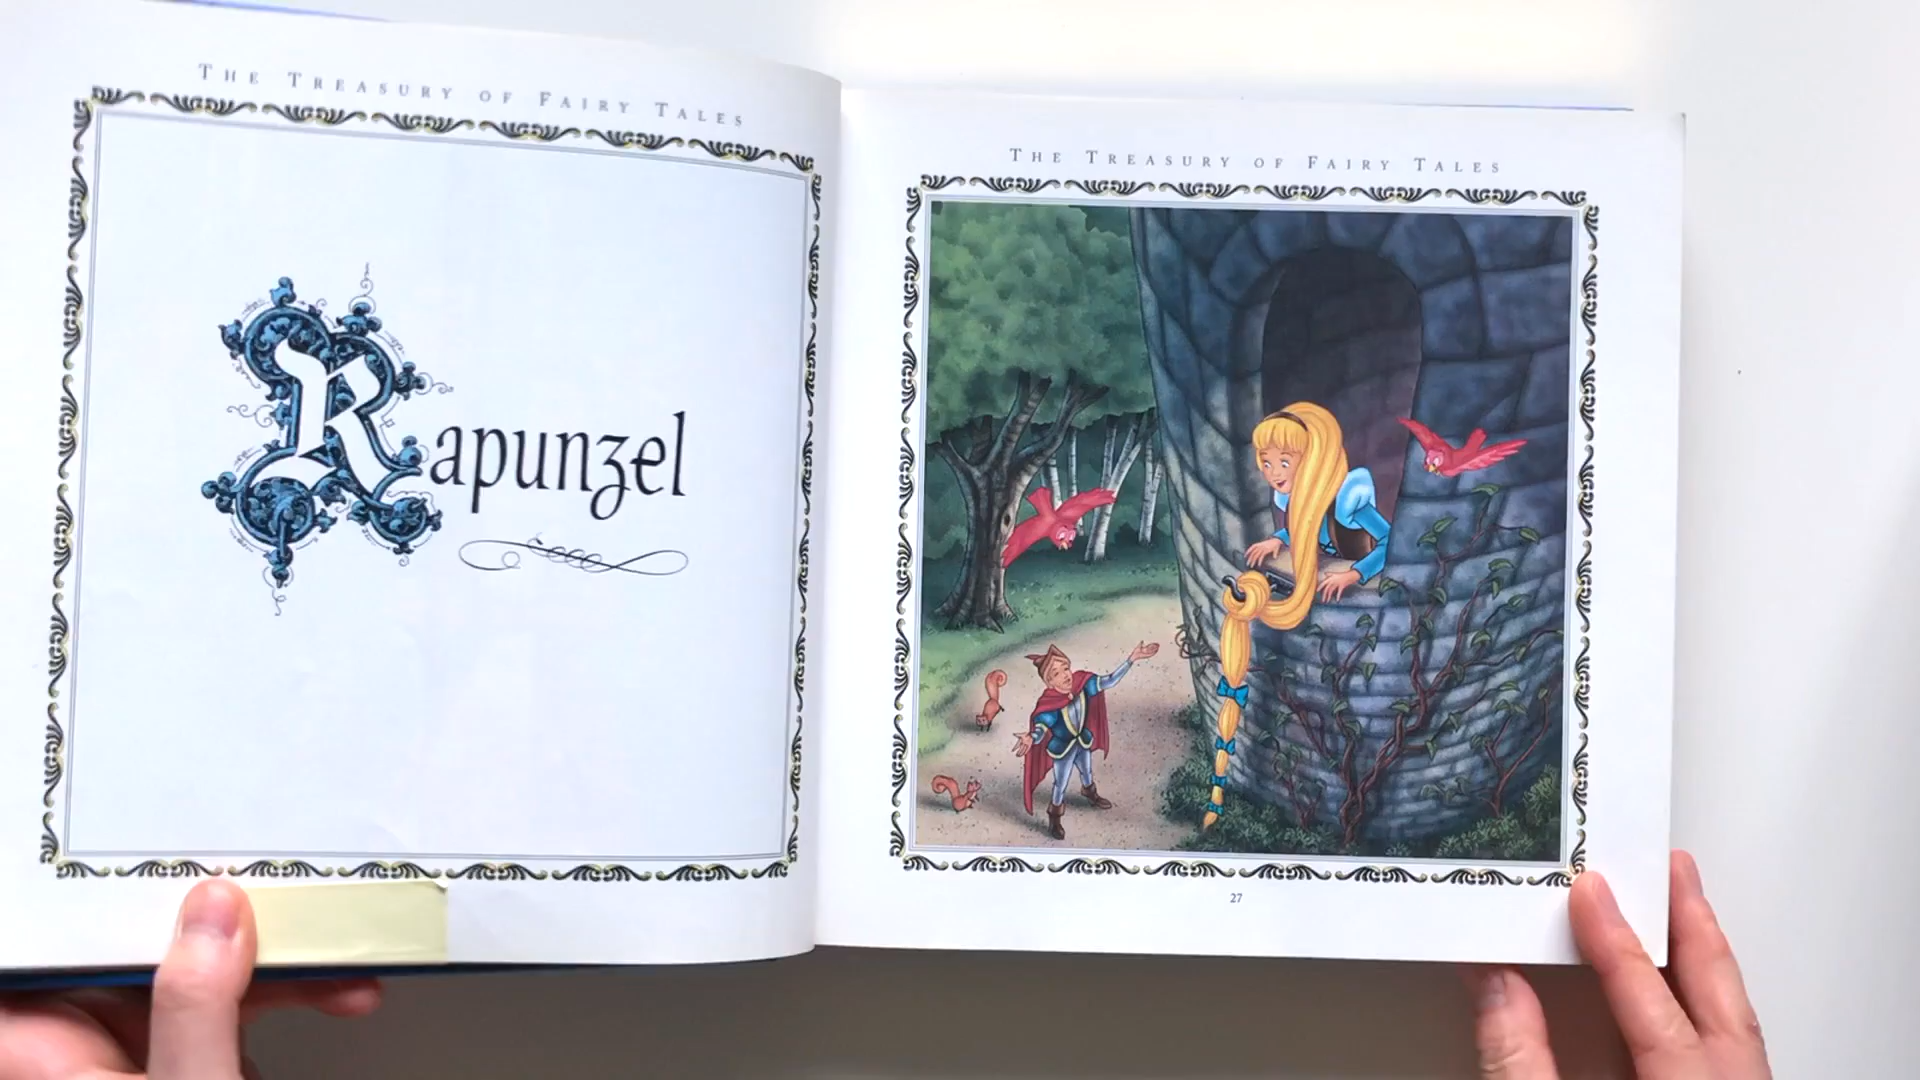 THE TREASURY OF FAIRY TALES
Rapunzel
THE TREASURY OF FAIRY TALES
27